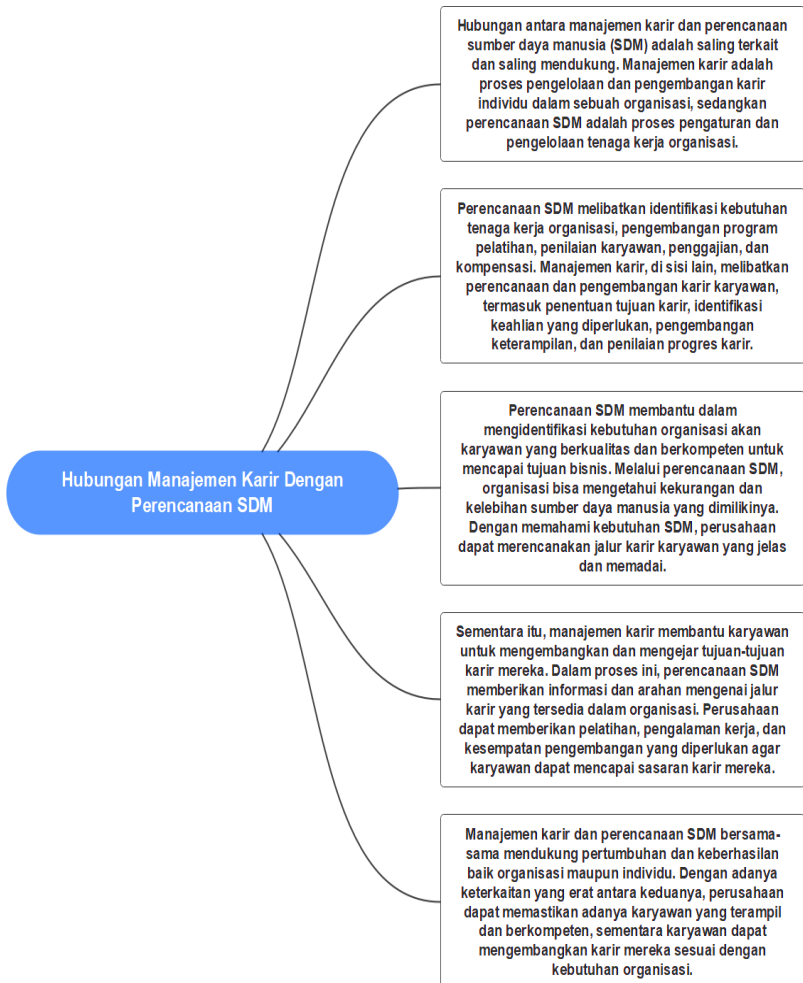 Hubungan antara manajemen karir dan perencanaan
sumber daya manusia (SDM) adalah saling terkait
dan saling mendukung. Manajemen karir adalah
proses pengelolaan dan pengembangan karir
individu dalam sebuah organisasi, sedangkan
perencanaan SDM adalah proses pengaturan dan
pengelolaan tenaga kerja organisasi.
Perencanaan SDM melibatkan identifikasi kebutuhan
tenaga kerja organisasi, pengembangan program
pelatihan, penilaian karyawan, penggajian, dan
kompensasi. Manajemen karir, di sisi lain, melibatkan
perencanaan dan pengembangan karir karyawan,
termasuk penentuan tujuan karir, identifikasi
keahlian yang diperlukan, pengembangan
keterampilan, dan penilaian progres karir.
Hubungan Manajemen Karir Dengan
Perencanaan SDM
Perencanaan SDM membantu dalam
mengidentifikasi kebutuhan organisasi akan
karyawan yang berkualitas dan berkompeten untuk
mencapai tujuan bisnis. Melalui perencanaan SDM,
organisasi bisa mengetahui kekurangan dan
kelebihan sumber daya manusia yang dimilikinya.
Dengan memahami kebutuhan SDM, perusahaan
dapat merencanakan jalur karir karyawan yang jelas
dan memadai.
Sementara itu, manajemen karir membantu karyawan
untuk mengembangkan dan mengejar tujuan-tujuan
karir mereka. Dalam proses ini, perencanaan SDM
memberikan informasi dan arahan mengenai jalur
karir yang tersedia dalam organisasi. Perusahaan
dapat memberikan pelatihan, pengalaman kerja, dan
kesempatan pengembangan yang diperlukan agar
karyawan dapat mencapai sasaran karir mereka.
Manajemen karir dan perencanaan SDM bersama-
sama mendukung pertumbuhan dan keberhasilan
baik organisasi maupun individu. Dengan adanya
keterkaitan yang erat antara keduanya, perusahaan
dapat memastikan adanya karyawan yang terampil
dan berkompeten, sementara karyawan dapat
mengembangkan karir mereka sesuai dengan
kebutuhan organisasi.